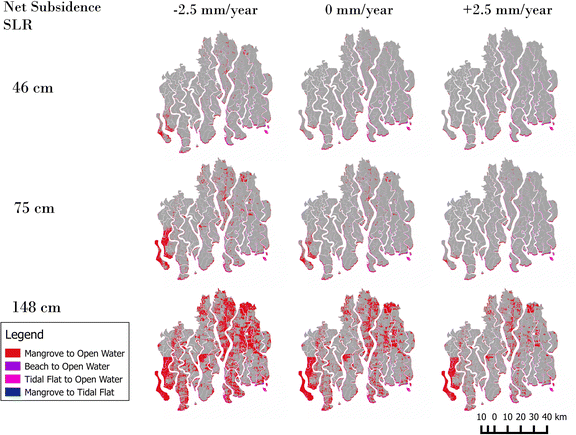 Net Subsidence -2.5 mm/year 0 mm/year +2.5 mm/year
SLR
46 cm
75 cm
148 cm
Legend
Mangrove to Open Water
Beach to Open Water
Tidal Flat to Open Water
Mangrove to Tidal Flat
10 0 10 20 30 40 km